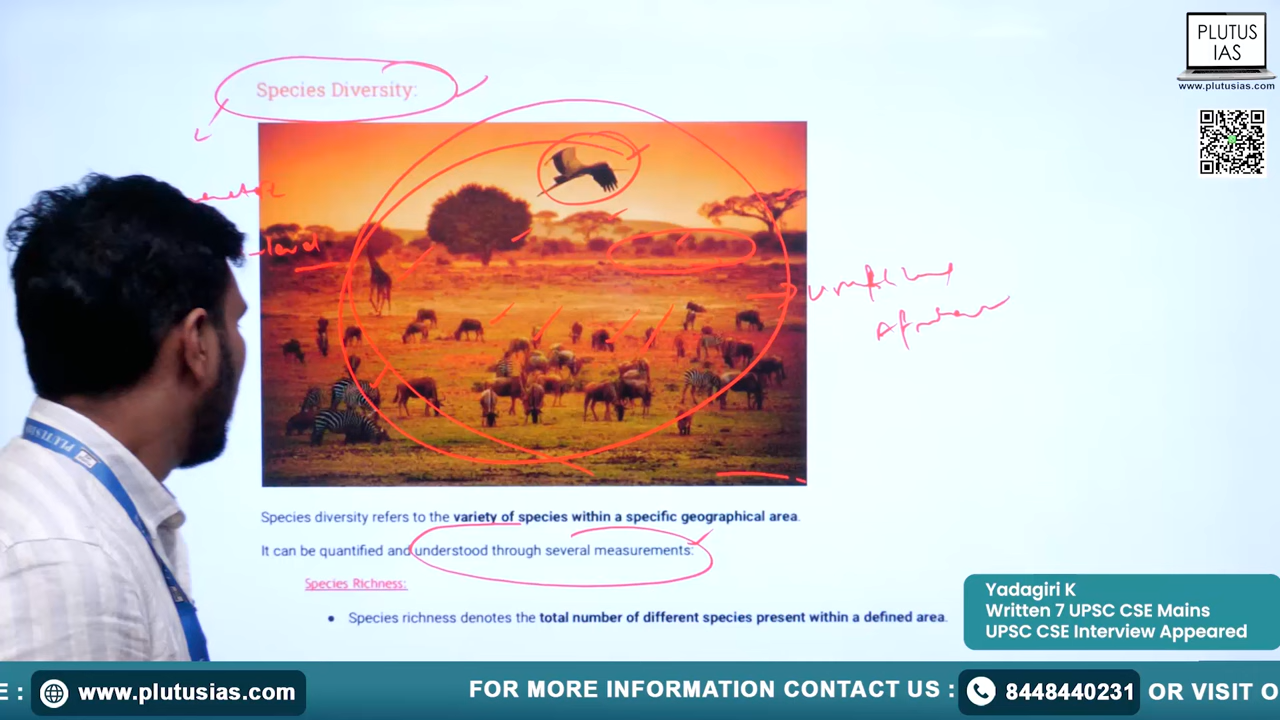 PLUTUS
IAS
www.plutusias.com
Species Diversity:
PLUTUSIAS
Species diversity refers to the variety of species within a specific geographical area.
It can be quantified and understood through several measurements:
Species Richness:
• Species richness denotes the total number of different species present within a defined area.
Yadagiri K
Written 7 UPSC CSE Mains
UPSC CSE Interview Appeared
E : www.plutusias.com FOR MORE INFORMATION CONTACT US : 8448440231 OR VISIT O